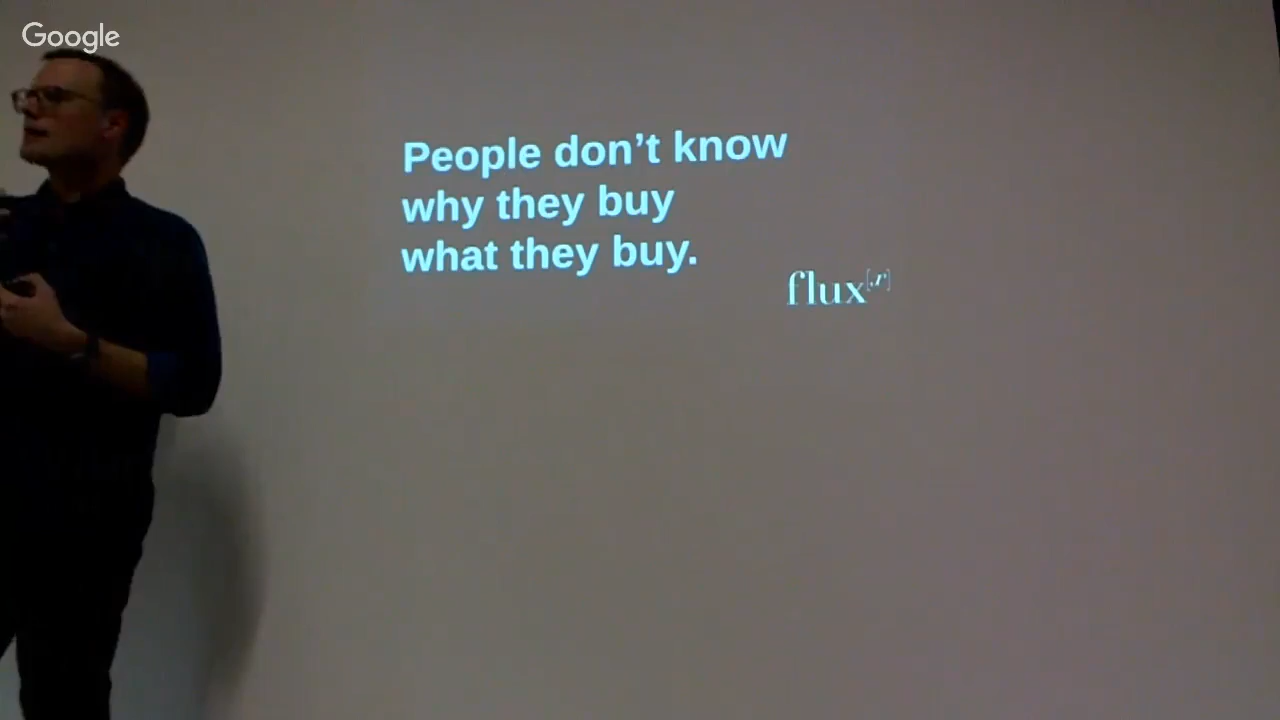 Google
People don't know
why they buy
what they buy.
flux[.r]